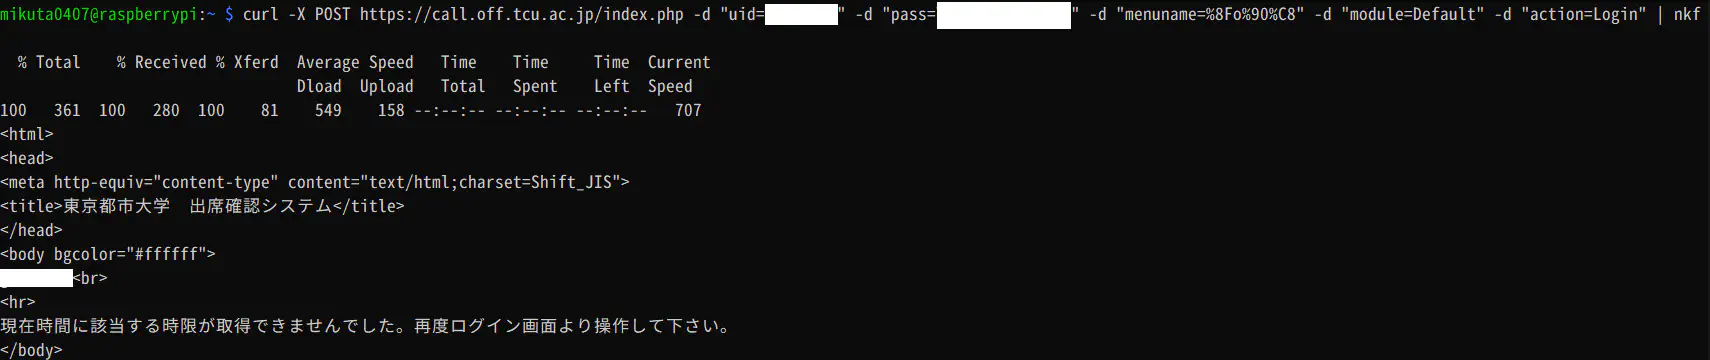 mikuta0407@raspberrypi:~ $ curl -X POST https://call.off.tcu.ac.jp/index.php -d "uid=" -d "pass=" -d "menuname=%8Fo%90%C8" -d "module=Default" -d "action=Login" | nkf
% Total % Received % Xferd Average Speed Time Time Time Current
Dload Upload Total Spent Left Speed
100 361 100 280 100 81 549 158 --:--:-- --:--:-- --:--:-- 707
<html>
<head>
<meta http-equiv="content-type" content="text/html;charset=Shift_JIS">
<title>東京都市大学　出席確認システム</title>
</head>
<body bgcolor="#ffffff">
<br>
<hr>
現在時間に該当する時限が取得できませんでした。再度ログイン画面より操作して下さい。
</body>